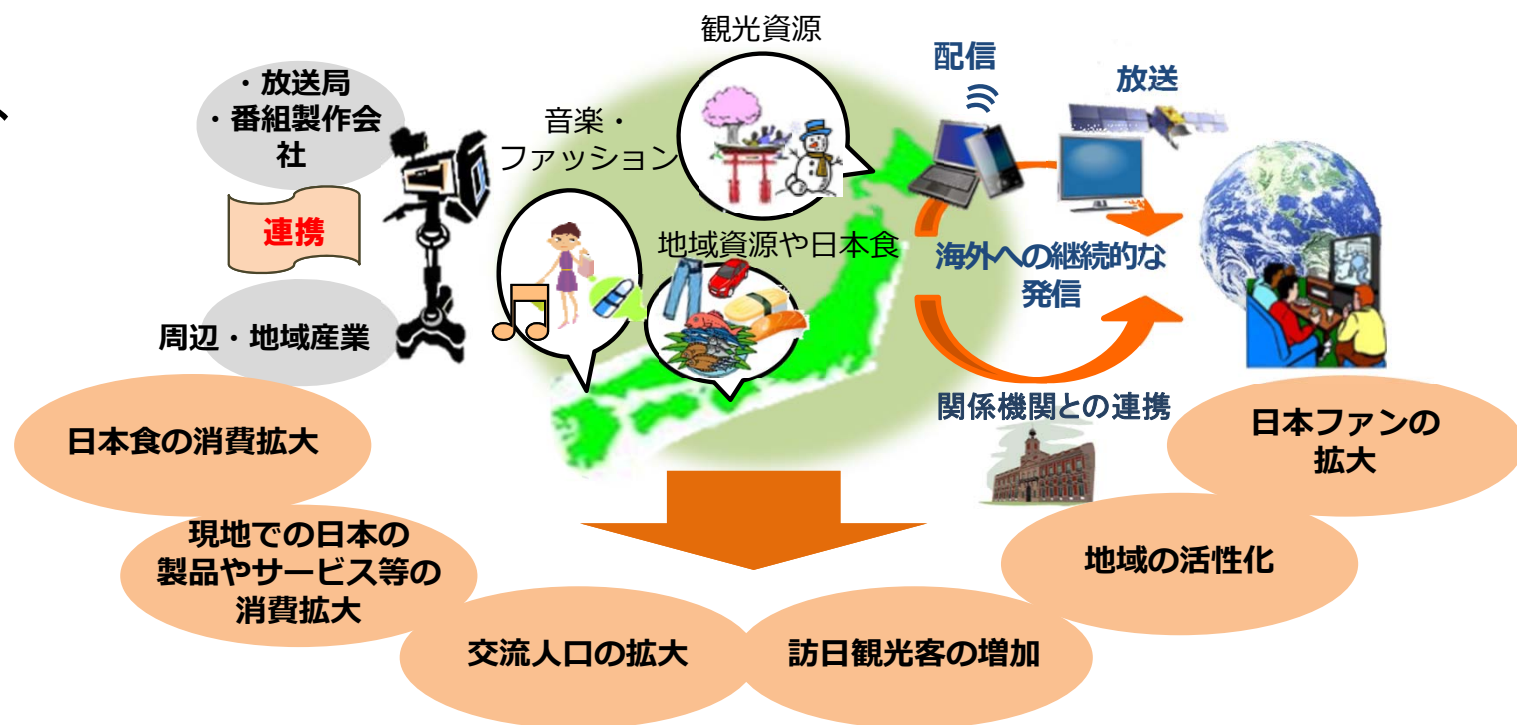 観光資源
配信
放送
・放送局
・番組製作会
社
音楽・
ファッション
連携
地域資源や日本食
海外への継続的な
発信
周辺・地域産業
関係機関との連携
日本食の消費拡大
日本ファンの
拡大
現地での日本の
製品やサービス等の
消費拡大
地域の活性化
交流人口の拡大
訪日観光客の増加